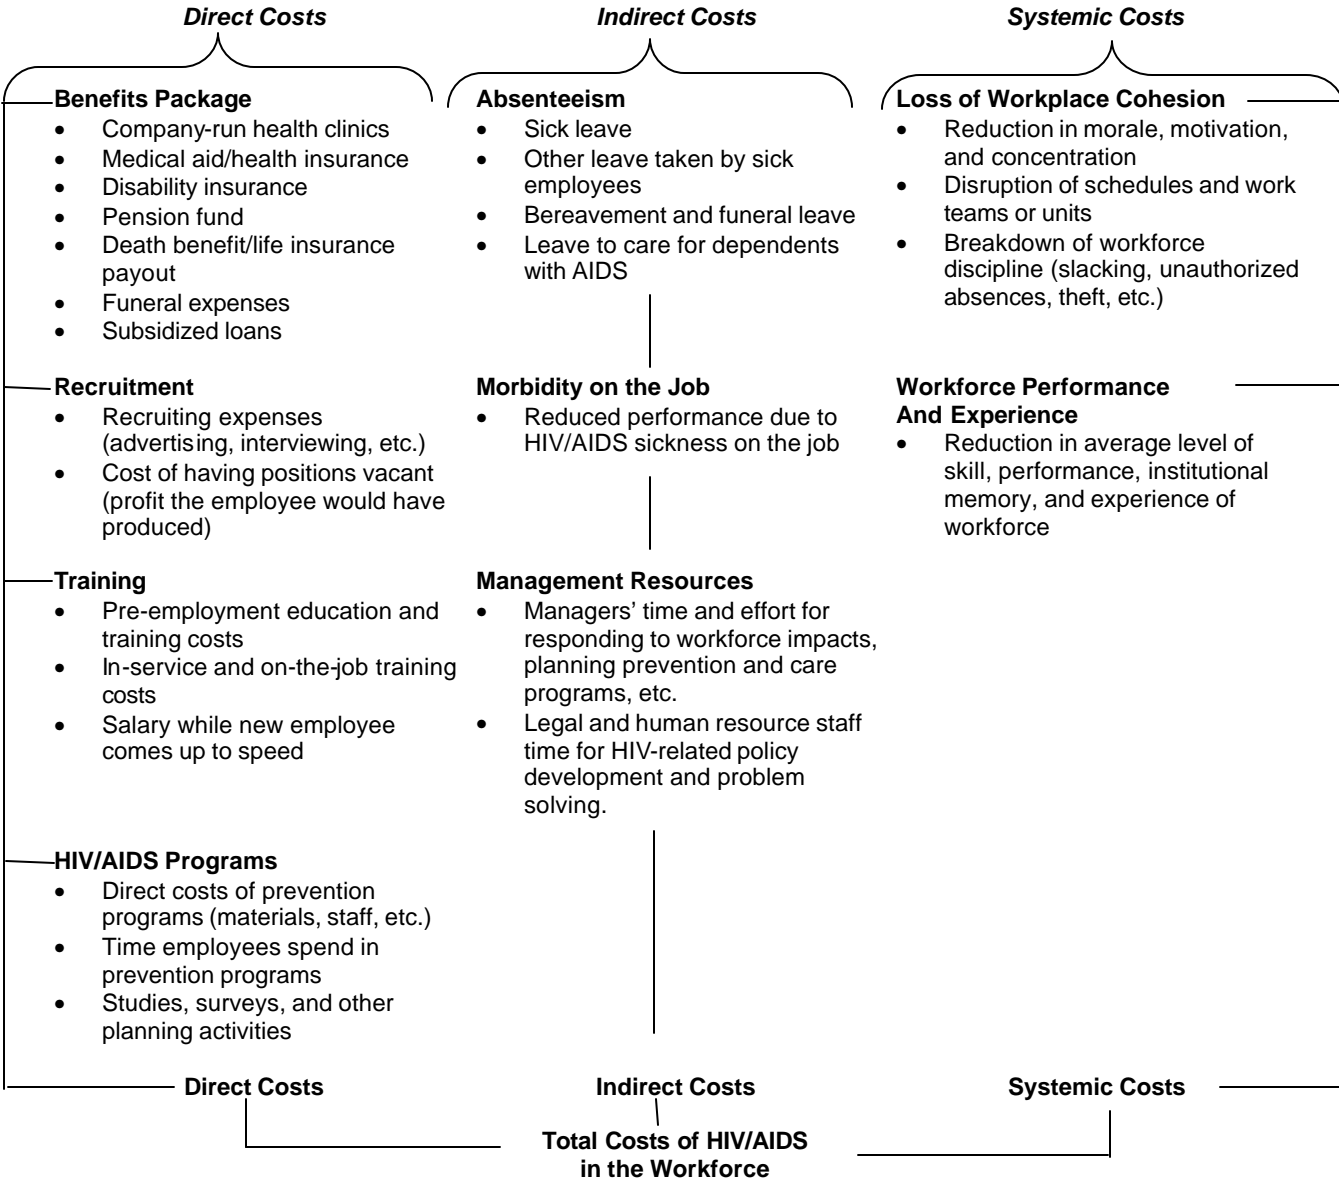 Direct Costs
Indirect Costs
Systemic Costs
Benefits Package
• Company-run health clinics
• Medical aid/health insurance
• Disability insurance
• Pension fund
• Death benefit/life insurance
payout
• Funeral expenses
• Subsidized loans
Recruitment
• Recruiting expenses
(advertising, interviewing, etc.)
• Cost of having positions vacant
(profit the employee would have
produced)
Training
• Pre-employment education and
training costs
• In-service and on-the-job training
costs
• Salary while new employee
comes up to speed
HIV/AIDS Programs
• Direct costs of prevention
programs (materials, staff, etc.)
• Time employees spend in
prevention programs
• Studies, surveys, and other
planning activities
Absenteeism
• Sick leave
• Other leave taken by sick
employees
• Bereavement and funeral leave
• Leave to care for dependents
with AIDS
Morbidity on the Job
• Reduced performance due to
HIV/AIDS sickness on the job
Management Resources
• Managers’ time and effort for
responding to workforce impacts,
planning prevention and care
programs, etc.
• Legal and human resource staff
time for HIV-related policy
development and problem
solving.
Loss of Workplace Cohesion
• Reduction in morale, motivation,
and concentration
• Disruption of schedules and work
teams or units
• Breakdown of workforce
discipline (slacking, unauthorized
absences, theft, etc.)
Workforce Performance
And Experience
• Reduction in average level of
skill, performance, institutional
memory, and experience of
workforce
Direct Costs
Indirect Costs
Systemic Costs
Total Costs of HIV/AIDS
in the Workforce